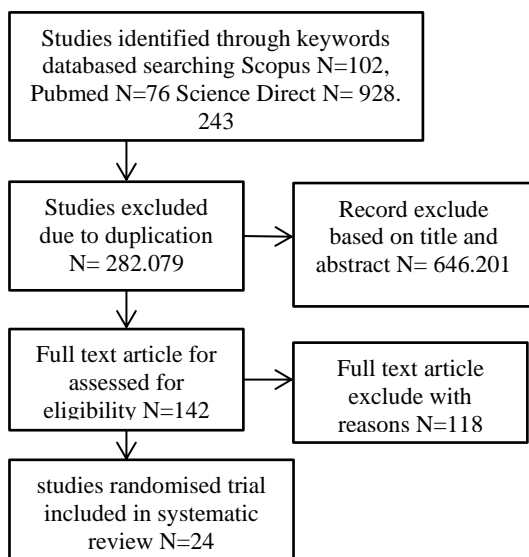 Studies identified through keywords
databased searching Scopus N=102,
Pubmed N=76 Science Direct N= 928.
243
Studies excluded
due to duplication
N= 282.079
Record exclude
based on title and
abstract N= 646.201
Full text article for
assessed for
eligibility N=142
Full text article
exclude with
reasons N=118
studies randomised trial
included in systematic
review N=24